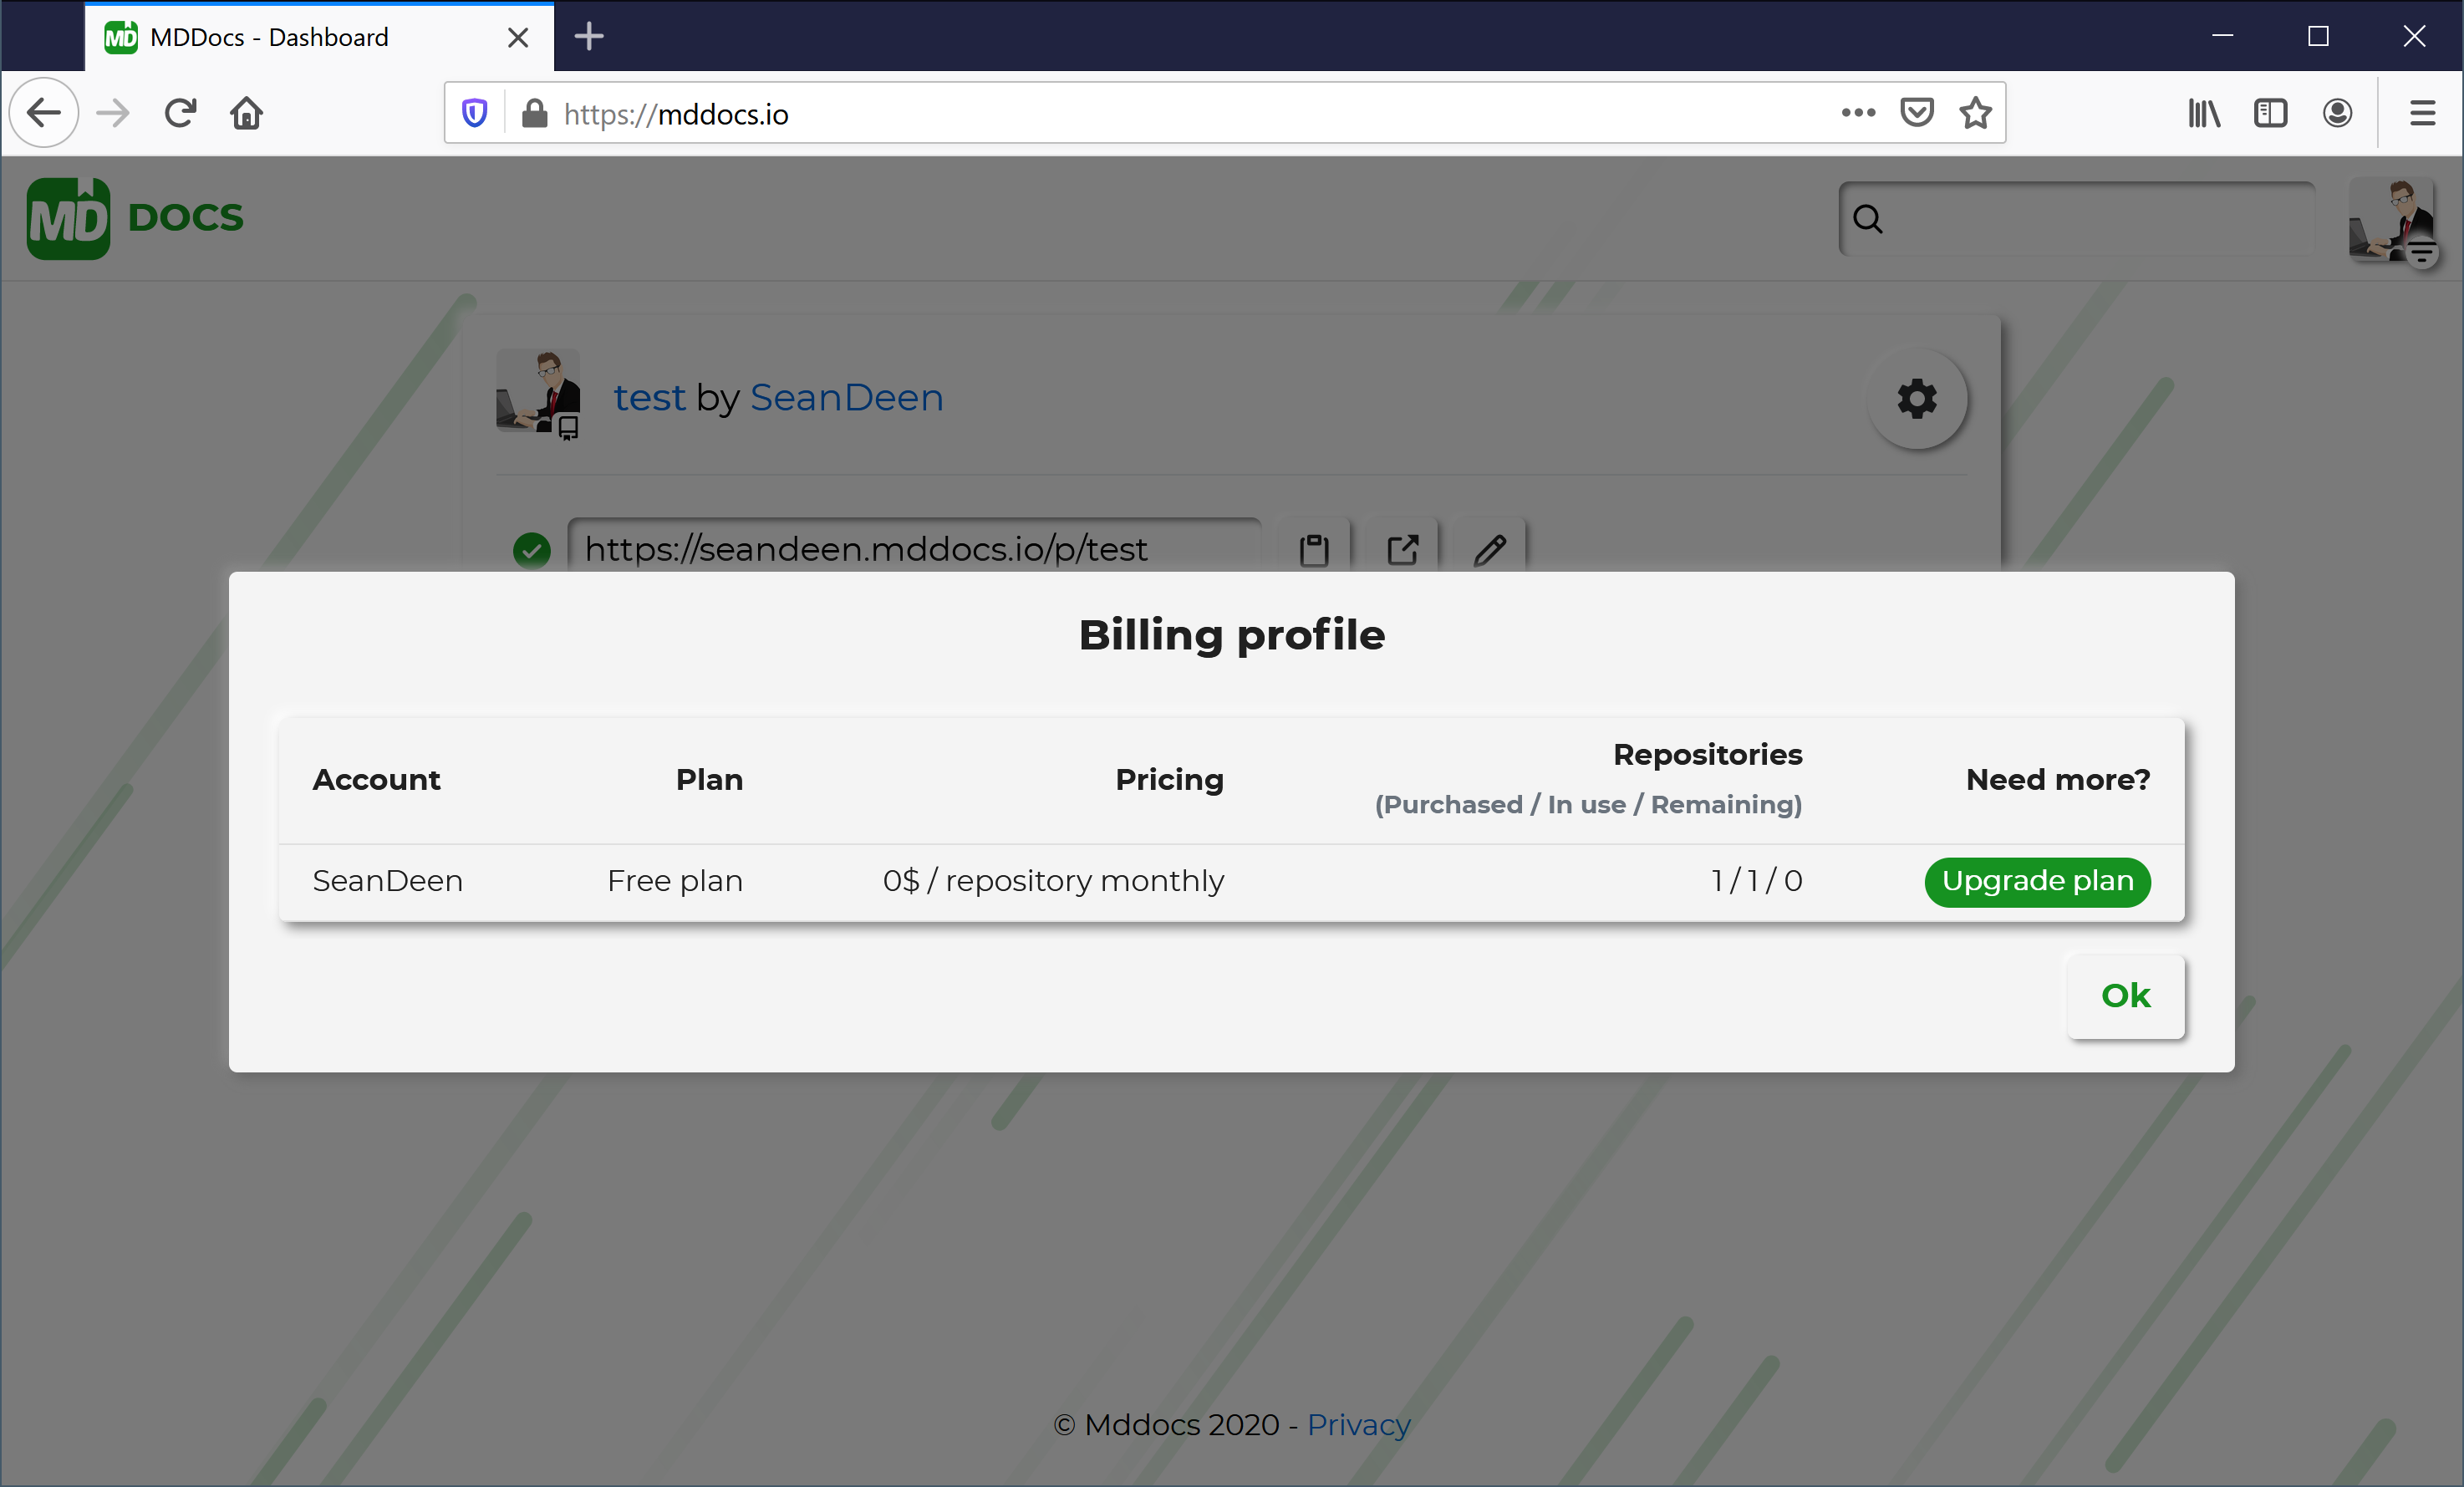 MD MDDocs - Dashboard
https://mddocs.io
MD DOCS
test by SeanDeen
https://seandeen.mddocs.io/p/test
Billing profile
Account Plan Pricing Repositories (Purchased / In use / Remaining) Need more?
SeanDeen Free plan 0$ / repository monthly 1 / 1 / 0 Upgrade plan
Ok
© Mddocs 2020 - Privacy